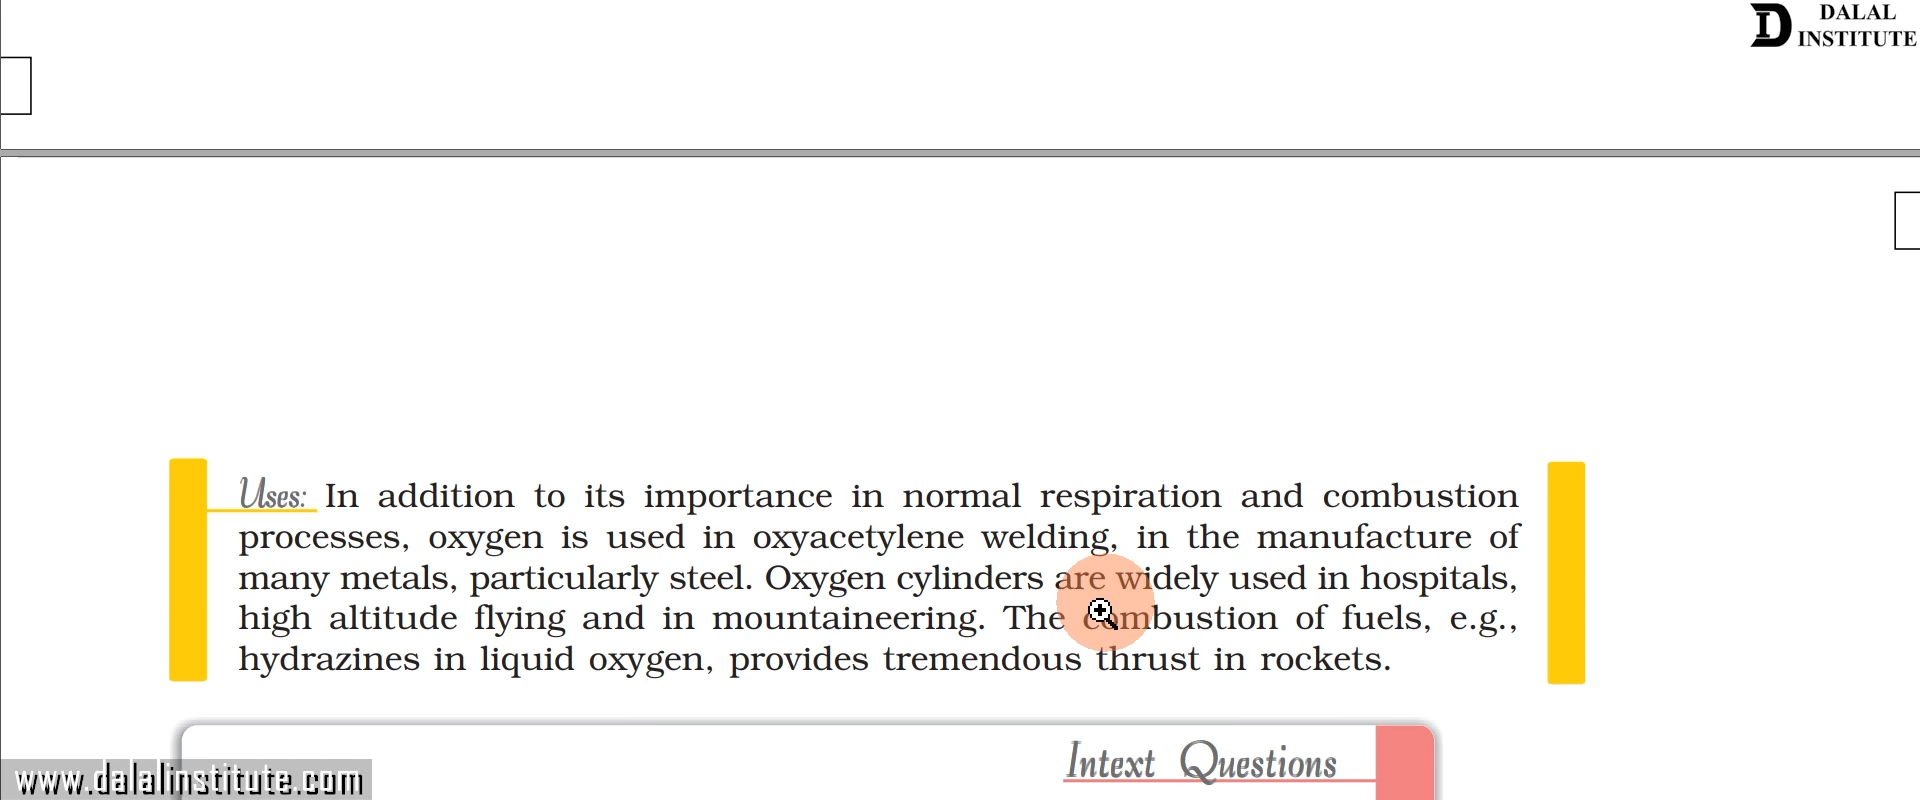 DALAL
INSTITUTE
Uses: In addition to its importance in normal respiration and combustion
processes, oxygen is used in oxyacetylene welding, in the manufacture of
many metals, particularly steel. Oxygen cylinders are widely used in hospitals,
high altitude flying and in mountaineering. The combustion of fuels, e.g.,
hydrazines in liquid oxygen, provides tremendous thrust in rockets.
Intext Questions
www.dalalinstitute.com